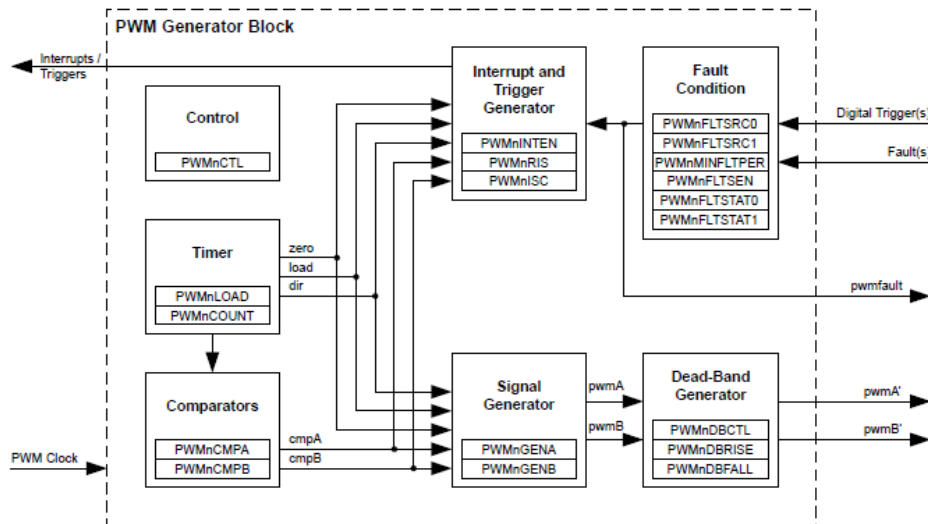 PWM Generator Block
Interrupts /
Triggers
Interrupt and
Trigger
Generator
PWMnINTEN
PWMnRIS
PWMnISC
Fault
Condition
PWMnFLTSRC0
PWMnFLTSRC1
PWMnMINFLTPER
PWMnFLTSEN
PWMnFLTSTAT0
PWMnFLTSTAT1
Digital Trigger(s)
Fault(s)
Control
PWMnCTL
Timer
PWMnLOAD
PWMnCOUNT
zero
load
dir
pwmfault
Comparators
PWMnCMPA
PWMnCMPB
cmpA
cmpB
PWM Clock
Signal
Generator
PWMnGENA
PWMnGENB
pwmA
pwmB
Dead-Band
Generator
PWMnDBCTL
PWMnDBRISE
PWMnDBFALL
pwmA'
pwmB'